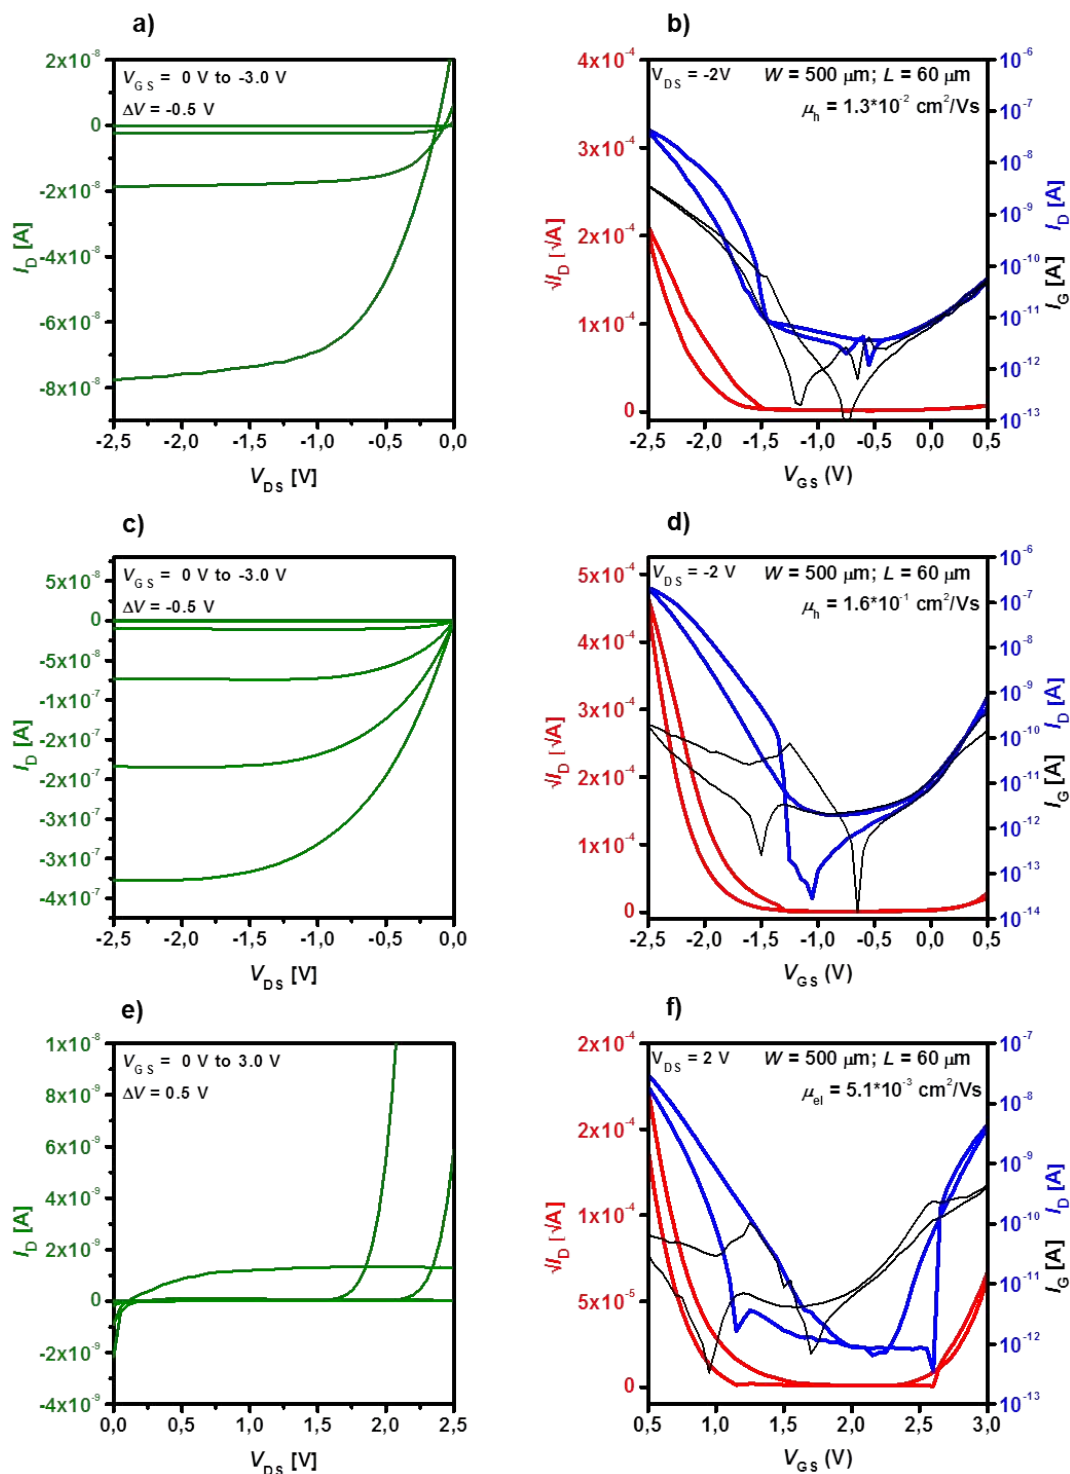 a)
V_GS = 0 V to -3.0 V
ΔV = -0.5 V
2x10⁻⁸
0
-2x10⁻⁸
-4x10⁻⁸
-6x10⁻⁸
-8x10⁻⁸
I_D [A]
-2,5 -2,0 -1,5 -1,0 -0,5 0,0
V_DS [V]
b)
V_DS = -2V W = 500 µm; L = 60 µm
µ_h = 1.3*10⁻² cm²/Vs
4x10⁻⁴
3x10⁻⁴
2x10⁻⁴
1x10⁻⁴
0
√I_D [√A]
10⁻⁶
10⁻⁷
10⁻⁸
10⁻⁹
10⁻¹⁰
10⁻¹¹
10⁻¹²
10⁻¹³
I_G [A] I_D [A]
-2,5 -2,0 -1,5 -1,0 -0,5 0,0 0,5
V_GS (V)
c)
V_GS = 0 V to -3.0 V
ΔV = -0.5 V
5x10⁻⁸
0
-5x10⁻⁸
-1x10⁻⁷
-2x10⁻⁷
-2x10⁻⁷
-3x10⁻⁷
-3x10⁻⁷
-4x10⁻⁷
I_D [A]
-2,5 -2,0 -1,5 -1,0 -0,5 0,0
V_DS [V]
d)
V_DS = -2 V W = 500 µm; L = 60 µm
µ_h = 1.6*10⁻¹ cm²/Vs
5x10⁻⁴
4x10⁻⁴
3x10⁻⁴
2x10⁻⁴
1x10⁻⁴
0
√I_D [√A]
10⁻⁶
10⁻⁷
10⁻⁸
10⁻⁹
10⁻¹⁰
10⁻¹¹
10⁻¹²
10⁻¹³
10⁻¹⁴
I_G [A] I_D [A]
-2,5 -2,0 -1,5 -1,0 -0,5 0,0 0,5
V_GS (V)
e)
V_GS = 0 V to 3.0 V
ΔV = 0.5 V
1x10⁻⁸
8x10⁻⁹
6x10⁻⁹
4x10⁻⁹
2x10⁻⁹
0
-2x10⁻⁹
-4x10⁻⁹
I_D [A]
0,0 0,5 1,0 1,5 2,0 2,5
V_DS [V]
f)
V_DS = 2 V W = 500 µm; L = 60 µm
µ_el = 5.1*10⁻³ cm²/Vs
2x10⁻⁴
2x10⁻⁴
1x10⁻⁴
5x10⁻⁵
0
√I_D [√A]
10⁻⁷
10⁻⁸
10⁻⁹
10⁻¹⁰
10⁻¹¹
10⁻¹²
10⁻¹³
I_G [A] I_D [A]
0,5 1,0 1,5 2,0 2,5 3,0
V_GS (V)